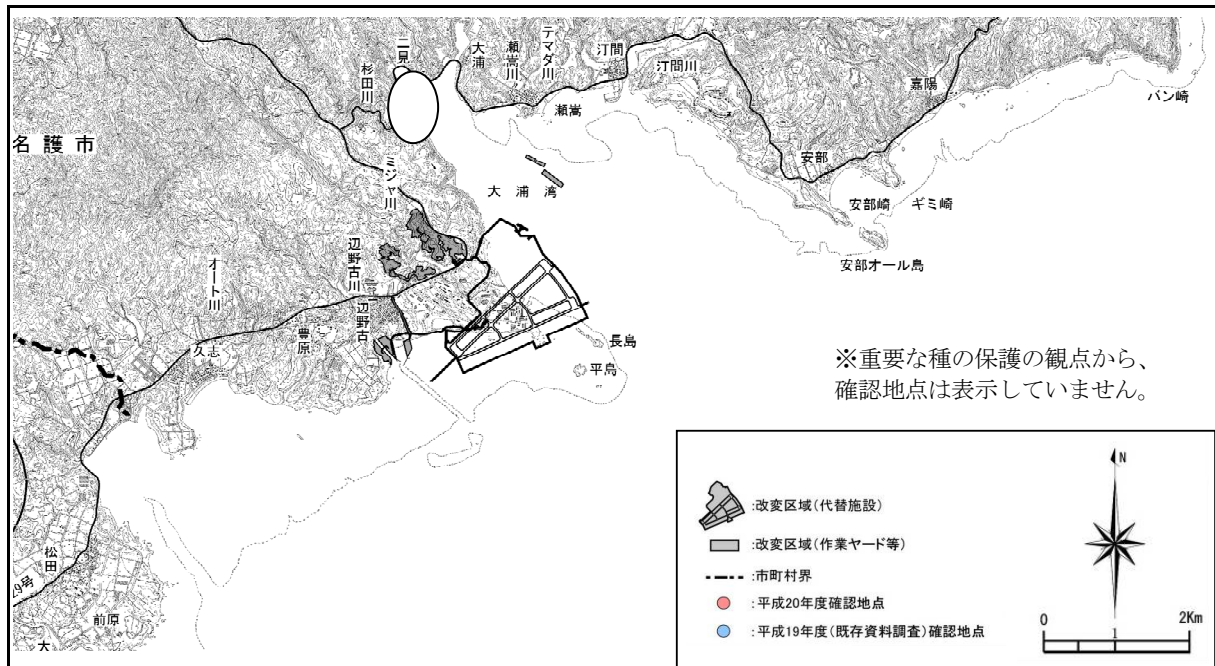 二見
杉田川
大浦
瀬嵩川
テマダ川
汀間
汀間川
瀬嵩
嘉陽
バン崎
名護市
ミジャ川
大浦湾
安部
安部崎
ギミ崎
安部オール島
辺野古川
辺野古
オート川
久志
豊原
長島
平島
松田
29号
前原
大
※重要な種の保護の観点から、
確認地点は表示していません。
:改変区域(代替施設)
:改変区域(作業ヤード等)
:市町村界
:平成20年度確認地点
:平成19年度(既存資料調査)確認地点
N
0 1 2Km